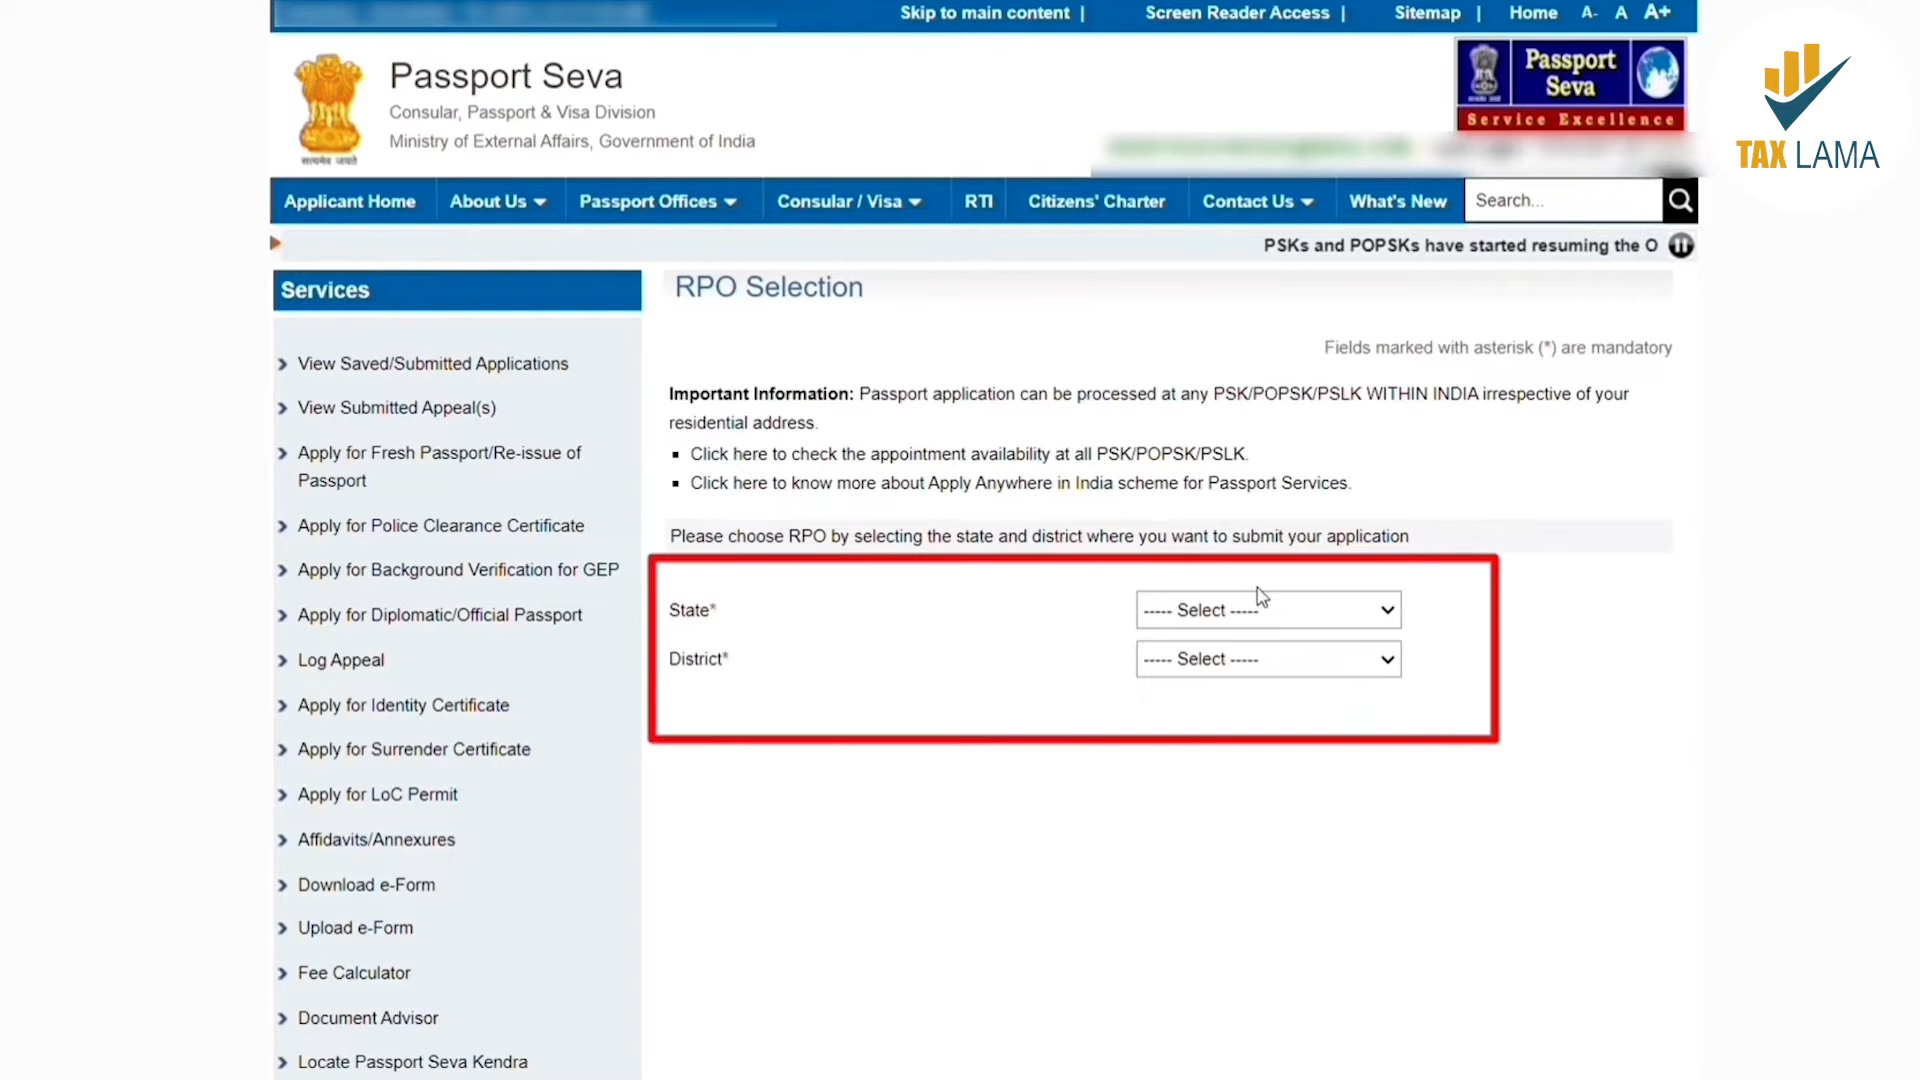 Skip to main content |
Screen Reader Access |
Sitemap |
Home
A- A A+
Passport Seva
Consular, Passport & Visa Division
Ministry of External Affairs, Government of India
Passport
Seva
Service Excellence
TAX LAMA
Applicant Home
About Us
Passport Offices
Consular / Visa
RTI
Citizens' Charter
Contact Us
What's New
Search...
PSKs and POPSKs have started resuming the O
Services
View Saved/Submitted Applications
View Submitted Appeal(s)
Apply for Fresh Passport/Re-issue of
Passport
Apply for Police Clearance Certificate
Apply for Background Verification for GEP
Apply for Diplomatic/Official Passport
Log Appeal
Apply for Identity Certificate
Apply for Surrender Certificate
Apply for LoC Permit
Affidavits/Annexures
Download e-Form
Upload e-Form
Fee Calculator
Document Advisor
Locate Passport Seva Kendra
RPO Selection
Fields marked with asterisk (*) are mandatory
Important Information: Passport application can be processed at any PSK/POPSK/PSLK WITHIN INDIA irrespective of your
residential address.
Click here to check the appointment availability at all PSK/POPSK/PSLK.
Click here to know more about Apply Anywhere in India scheme for Passport Services.
Please choose RPO by selecting the state and district where you want to submit your application
State*
----- Select -----
District*
----- Select -----